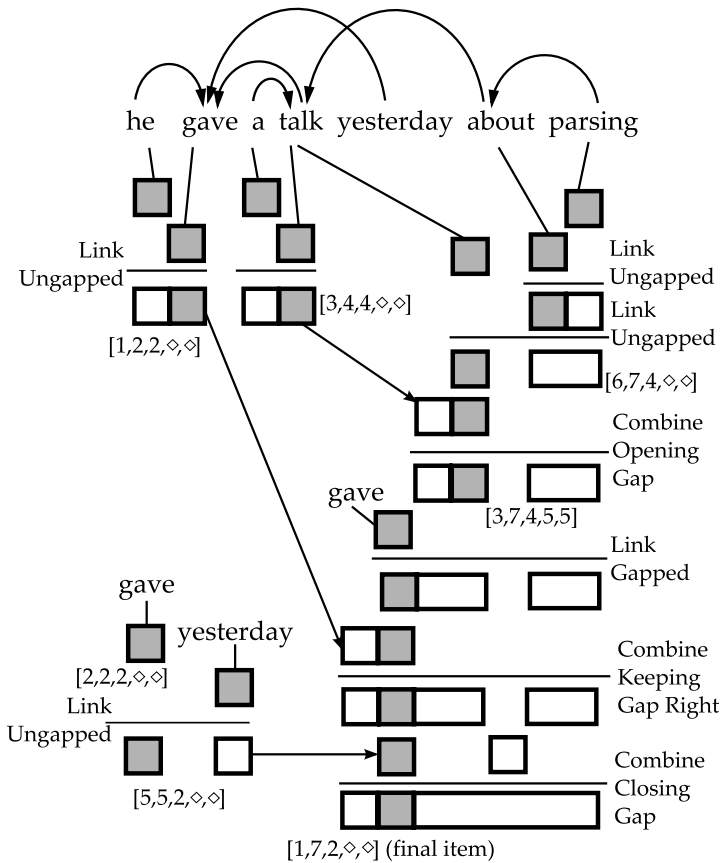 he gave a talk yesterday about parsing
Link
Ungapped
[1,2,2,⋄,⋄]
[3,4,4,⋄,⋄]
Link
Ungapped
Link
Ungapped
[6,7,4,⋄,⋄]
Combine
Opening
Gap
[3,7,4,5,5]
gave
Link
Gapped
gave
yesterday
[2,2,2,⋄,⋄]
Link
Ungapped
[5,5,2,⋄,⋄]
Combine
Keeping
Gap Right
Combine
Closing
Gap
[1,7,2,⋄,⋄] (final item)